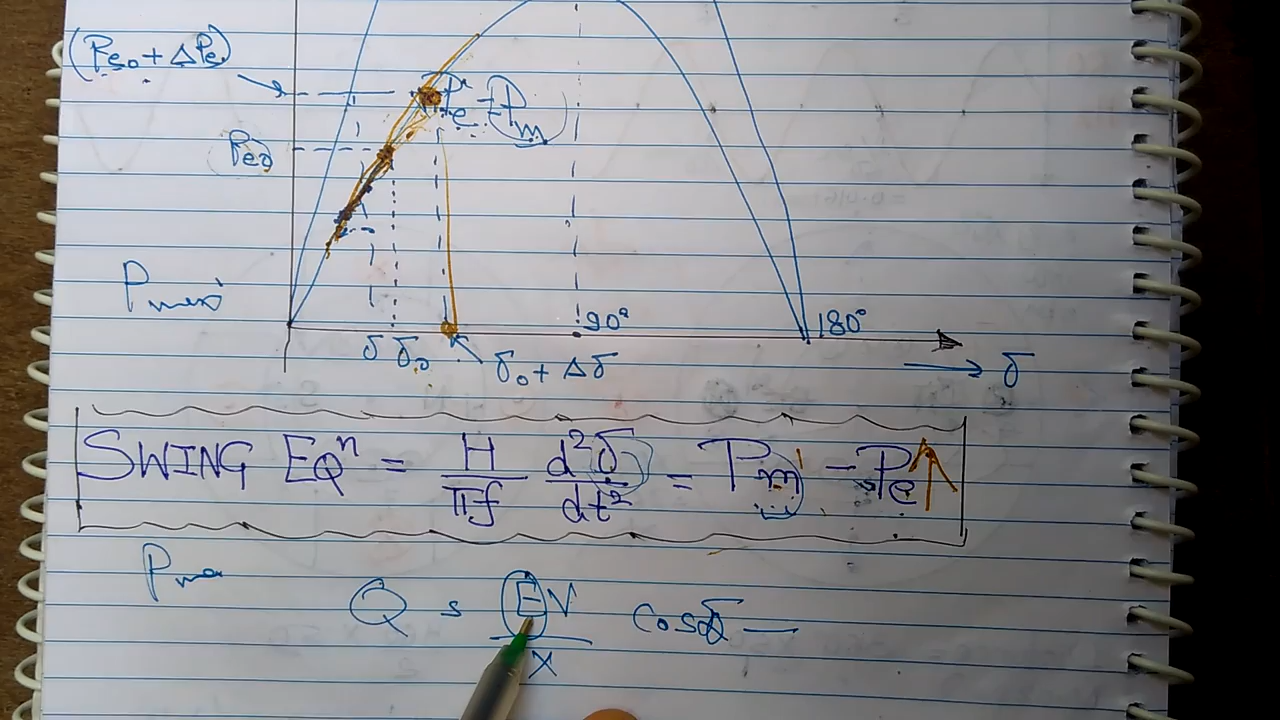 (Pe₀ + ΔPe)
Pe = Pm
Pe₀
Pmax
90°
180°
δ δ₀ δ₀ + Δδ δ
SWING EQⁿ = H/πf d²δ/dt² = Pm - Pe↑
Pma
Q = EV/X Cosδ —